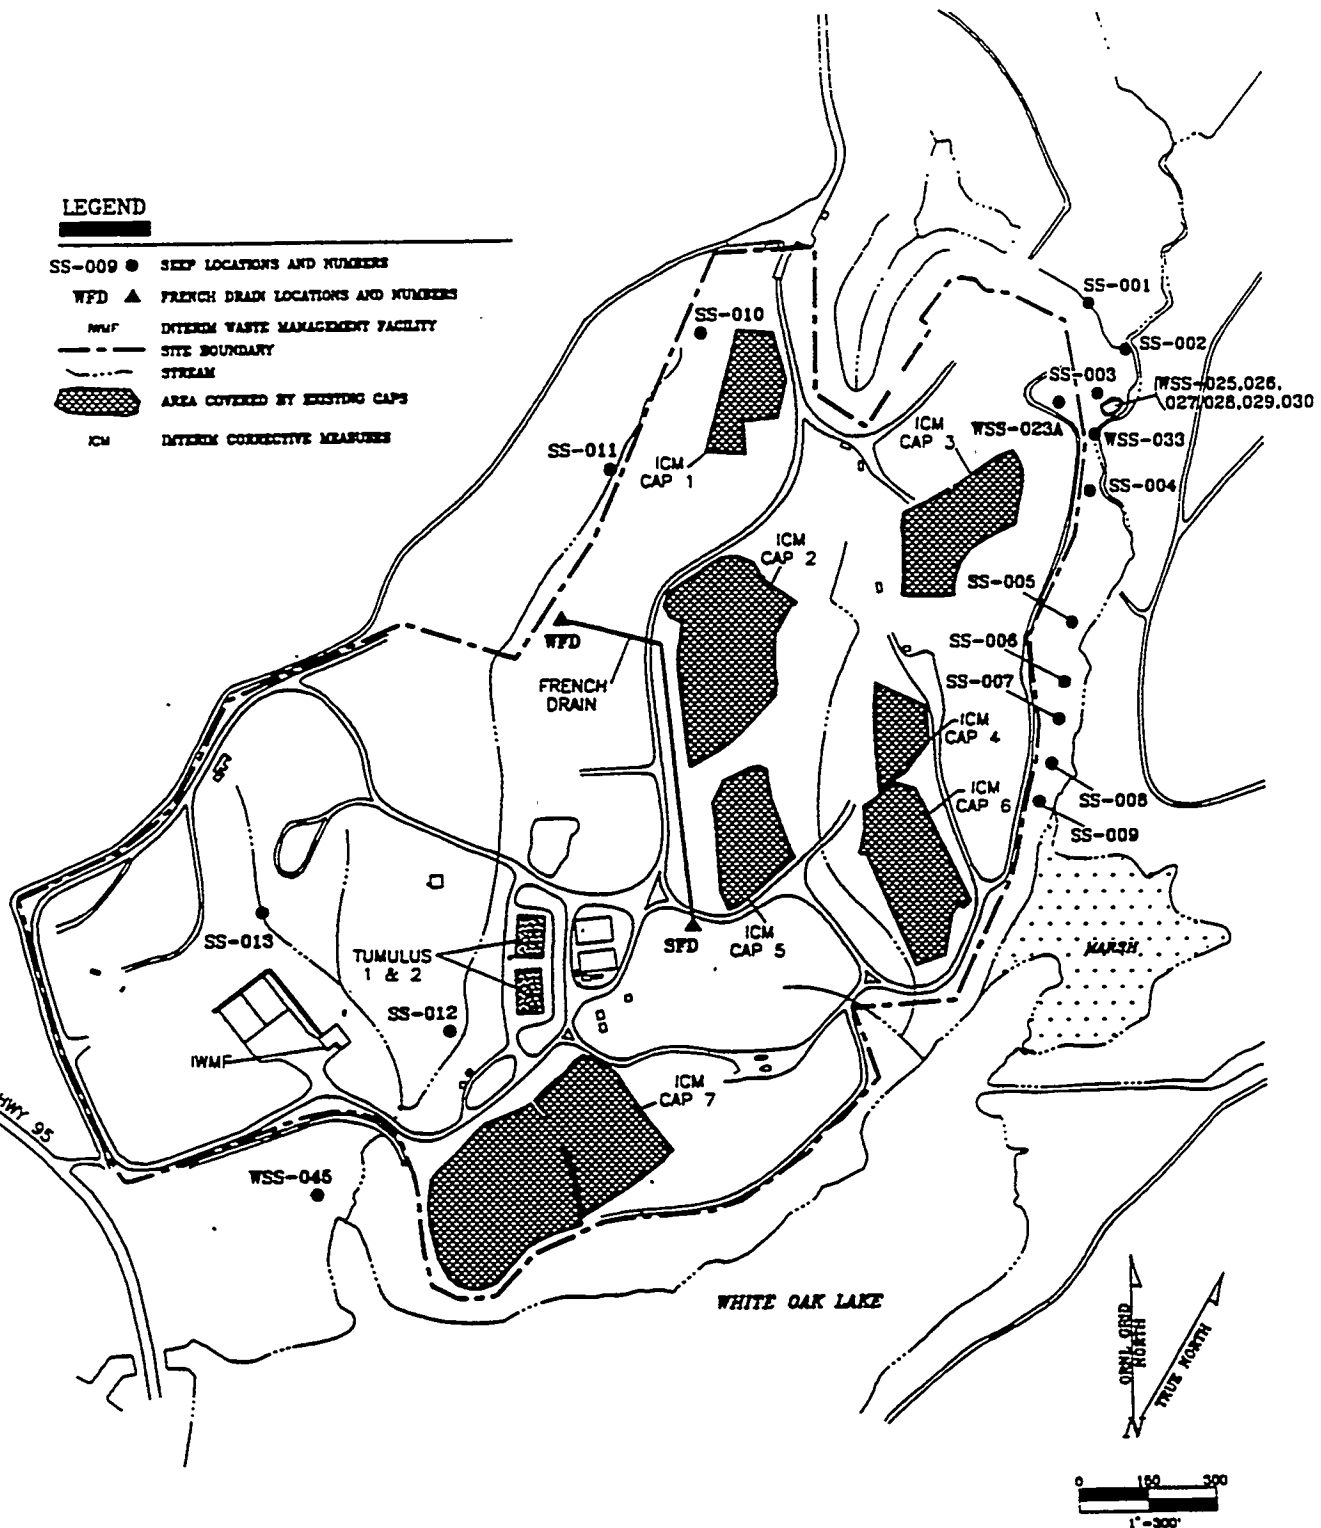 LEGEND
SS-009 SEEP LOCATIONS AND NUMBERS
WFD FRENCH DRAIN LOCATIONS AND NUMBERS
IWMF INTERIM WASTE MANAGEMENT FACILITY
SITE BOUNDARY
STREAM
AREA COVERED BY EXISTING CAPS
ICM INTERIM CORRECTIVE MEASURES
SS-001
SS-010
SS-002
SS-003
WSS-025,026,
027,028,029,030
WSS-023A
WSS-033
ICM
CAP 3
SS-011
ICM
CAP 1
SS-004
ICM
CAP 2
SS-005
WFD
SS-006
SS-007
FRENCH
DRAIN
ICM
CAP 4
ICM
CAP 6
SS-008
SS-009
SS-013
TUMULUS
1 & 2
SFD
ICM
CAP 5
MARSH
SS-012
IWMF
ICM
CAP 7
HWY 95
WSS-045
WHITE OAK LAKE
ORNL GRID
NORTH
TRUE NORTH
N
0 150 300
1"=300'